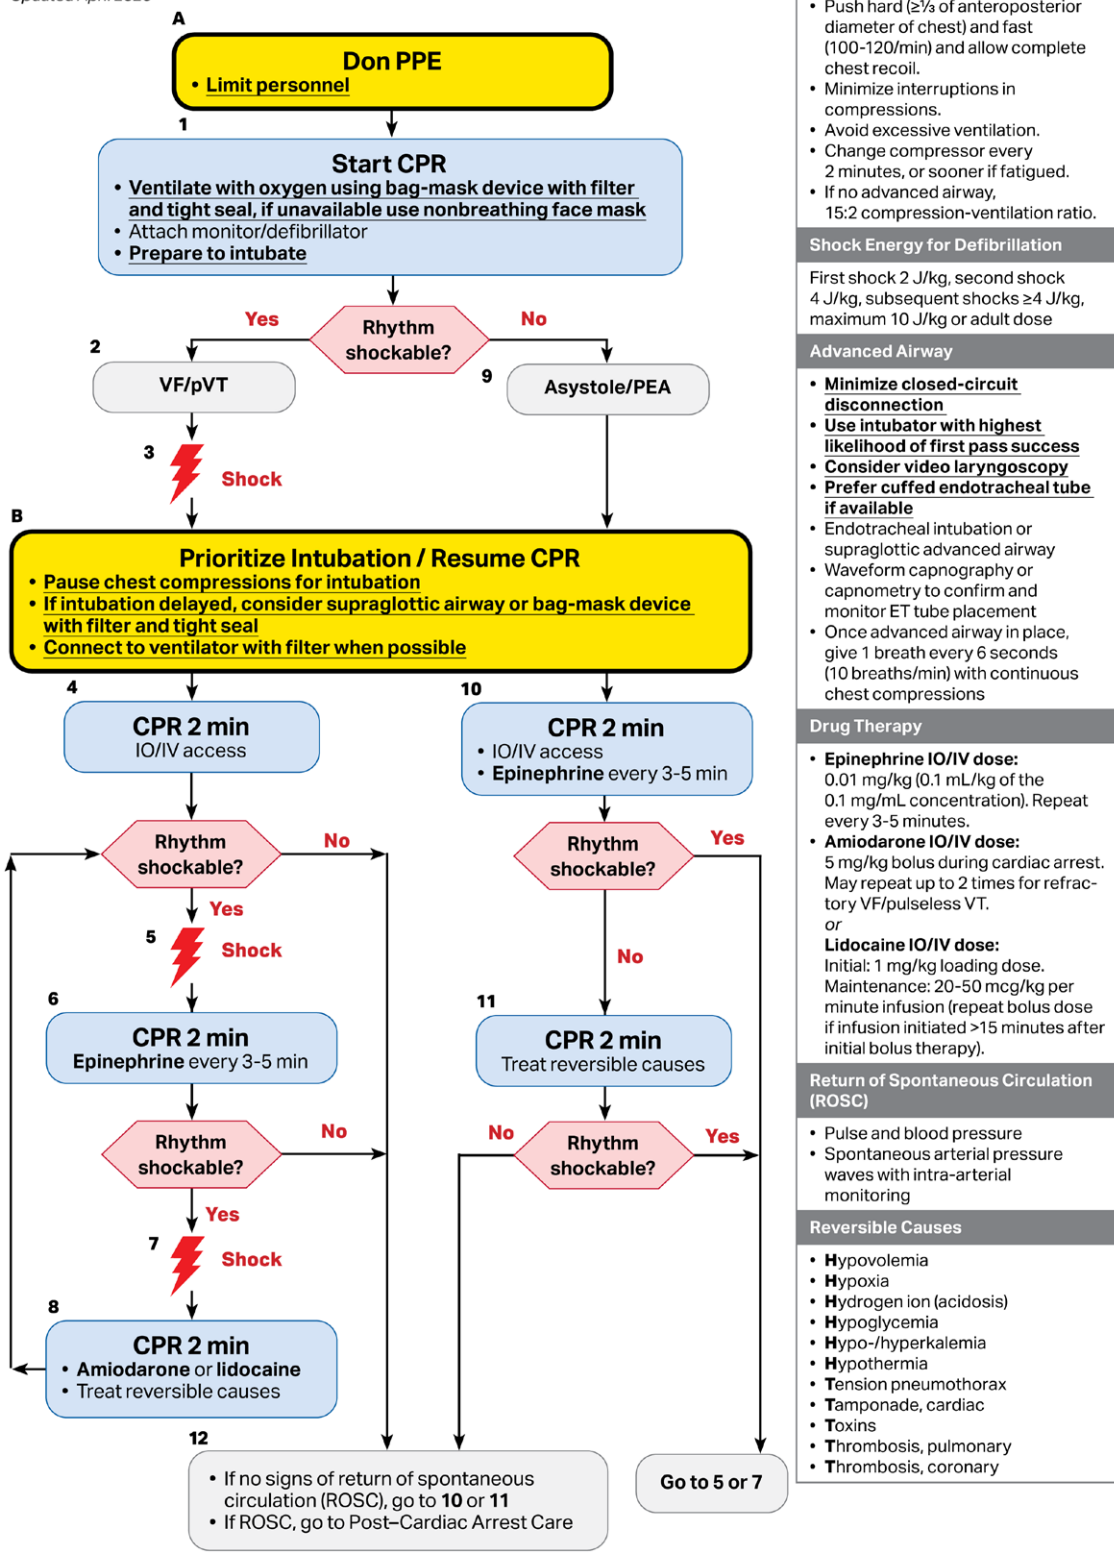 A
Don PPE
• Limit personnel
1
Start CPR
• Ventilate with oxygen using bag-mask device with filter
and tight seal, if unavailable use nonbreathing face mask
• Attach monitor/defibrillator
• Prepare to intubate
Yes
Rhythm
shockable?
No
2
VF/pVT
9
Asystole/PEA
3
Shock
B
Prioritize Intubation / Resume CPR
• Pause chest compressions for intubation
• If intubation delayed, consider supraglottic airway or bag-mask device
with filter and tight seal
• Connect to ventilator with filter when possible
4
CPR 2 min
IO/IV access
10
CPR 2 min
• IO/IV access
• Epinephrine every 3-5 min
Rhythm
shockable?
No
Yes
5
Shock
Rhythm
shockable?
Yes
No
6
CPR 2 min
Epinephrine every 3-5 min
11
CPR 2 min
Treat reversible causes
Rhythm
shockable?
No
Yes
7
Shock
No
Rhythm
shockable?
Yes
8
CPR 2 min
• Amiodarone or lidocaine
• Treat reversible causes
12
• If no signs of return of spontaneous
circulation (ROSC), go to 10 or 11
• If ROSC, go to Post–Cardiac Arrest Care
Go to 5 or 7
• Push hard (≥⅓ of anteroposterior
diameter of chest) and fast
(100-120/min) and allow complete
chest recoil.
• Minimize interruptions in
compressions.
• Avoid excessive ventilation.
• Change compressor every
2 minutes, or sooner if fatigued.
• If no advanced airway,
15:2 compression-ventilation ratio.
Shock Energy for Defibrillation
First shock 2 J/kg, second shock
4 J/kg, subsequent shocks ≥4 J/kg,
maximum 10 J/kg or adult dose
Advanced Airway
• Minimize closed-circuit
disconnection
• Use intubator with highest
likelihood of first pass success
• Consider video laryngoscopy
• Prefer cuffed endotracheal tube
if available
• Endotracheal intubation or
supraglottic advanced airway
• Waveform capnography or
capnometry to confirm and
monitor ET tube placement
• Once advanced airway in place,
give 1 breath every 6 seconds
(10 breaths/min) with continuous
chest compressions
Drug Therapy
• Epinephrine IO/IV dose:
0.01 mg/kg (0.1 mL/kg of the
0.1 mg/mL concentration). Repeat
every 3-5 minutes.
• Amiodarone IO/IV dose:
5 mg/kg bolus during cardiac arrest.
May repeat up to 2 times for refrac-
tory VF/pulseless VT.
or
Lidocaine IO/IV dose:
Initial: 1 mg/kg loading dose.
Maintenance: 20-50 mcg/kg per
minute infusion (repeat bolus dose
if infusion initiated >15 minutes after
initial bolus therapy).
Return of Spontaneous Circulation
(ROSC)
• Pulse and blood pressure
• Spontaneous arterial pressure
waves with intra-arterial
monitoring
Reversible Causes
• Hypovolemia
• Hypoxia
• Hydrogen ion (acidosis)
• Hypoglycemia
• Hypo-/hyperkalemia
• Hypothermia
• Tension pneumothorax
• Tamponade, cardiac
• Toxins
• Thrombosis, pulmonary
• Thrombosis, coronary